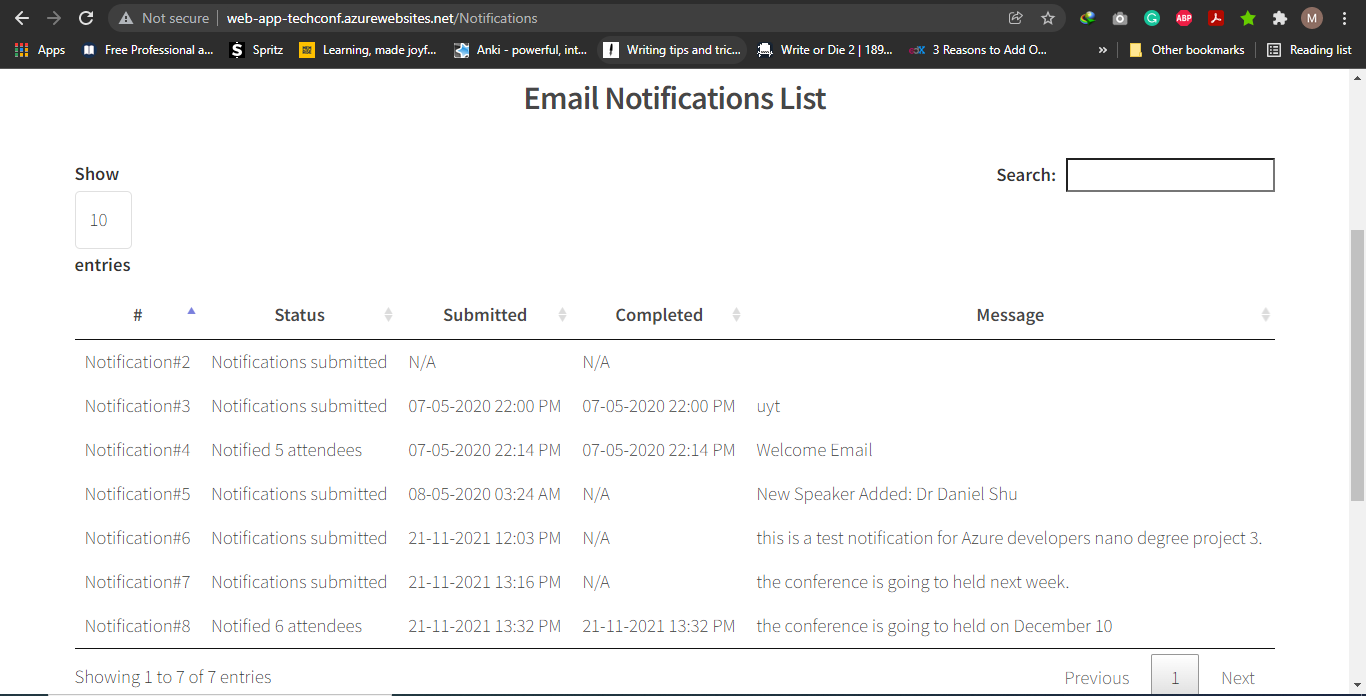 Not secure | web-app-techconf.azurewebsites.net/Notifications
ABP
M
Apps Free Professional a... Spritz Learning, made joyf... Anki - powerful, int... Writing tips and tric... Write or Die 2 | 189... 3 Reasons to Add O... » Other bookmarks Reading list
Email Notifications List
Show
Search:
10
entries
# Status Submitted Completed Message
Notification#2 Notifications submitted N/A N/A
Notification#3 Notifications submitted 07-05-2020 22:00 PM 07-05-2020 22:00 PM uyt
Notification#4 Notified 5 attendees 07-05-2020 22:14 PM 07-05-2020 22:14 PM Welcome Email
Notification#5 Notifications submitted 08-05-2020 03:24 AM N/A New Speaker Added: Dr Daniel Shu
Notification#6 Notifications submitted 21-11-2021 12:03 PM N/A this is a test notification for Azure developers nano degree project 3.
Notification#7 Notifications submitted 21-11-2021 13:16 PM N/A the conference is going to held next week.
Notification#8 Notified 6 attendees 21-11-2021 13:32 PM 21-11-2021 13:32 PM the conference is going to held on December 10
Showing 1 to 7 of 7 entries
Previous 1 Next